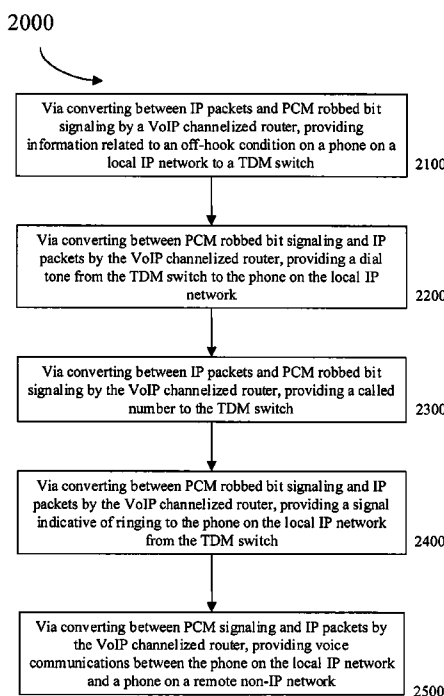 2000
Via converting between IP packets and PCM robbed bit
signaling by a VoIP channelized router, providing
information related to an off-hook condition on a phone on a
local IP network to a TDM switch
2100
Via converting between PCM robbed bit signaling and IP
packets by the VoIP channelized router, providing a dial
tone from the TDM switch to the phone on the local IP
network
2200
Via converting between IP packets and PCM robbed bit
signaling by the VoIP channelized router, providing a called
number to the TDM switch
2300
Via converting between PCM robbed bit signaling and IP
packets by the VoIP channelized router, providing a signal
indicative of ringing to the phone on the local IP network
from the TDM switch
2400
Via converting between PCM signaling and IP packets by
the VoIP channelized router, providing voice
communications between the phone on the local IP network
and a phone on a remote non-IP network
2500